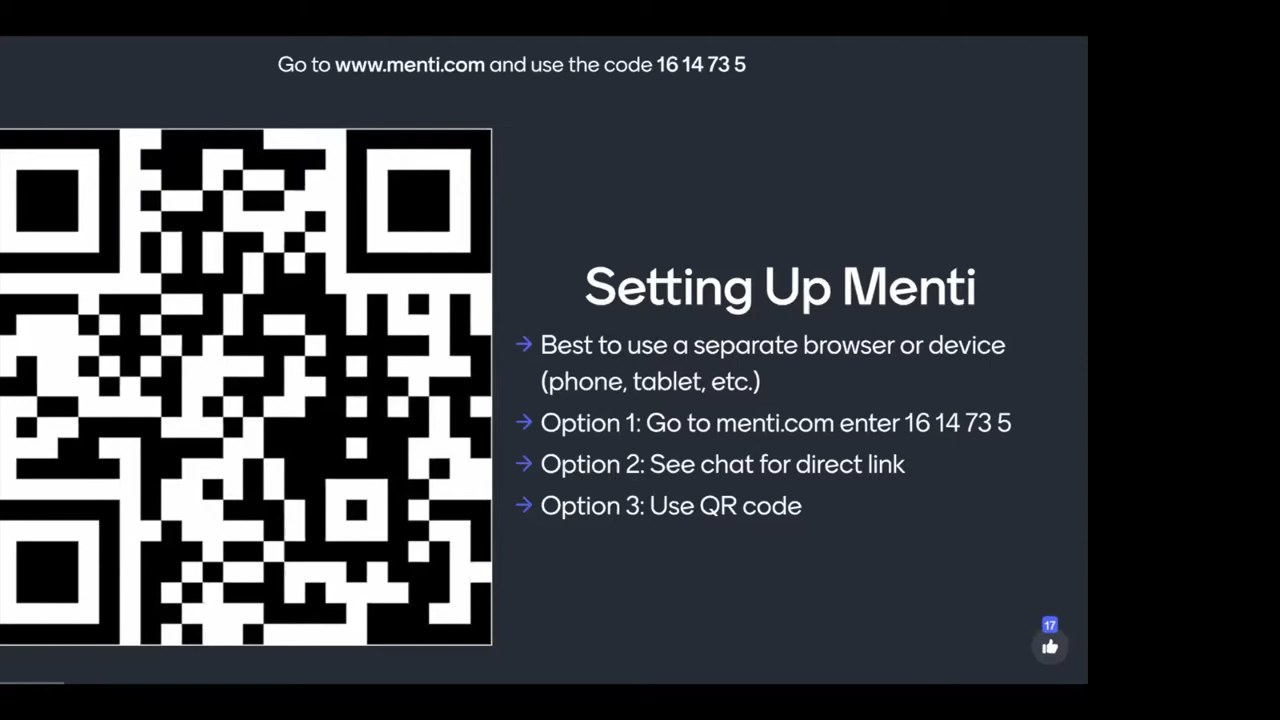 Go to www.menti.com and use the code 16 14 73 5
Setting Up Menti
→ Best to use a separate browser or device
(phone, tablet, etc.)
→ Option 1: Go to menti.com enter 16 14 73 5
→ Option 2: See chat for direct link
→ Option 3: Use QR code
17